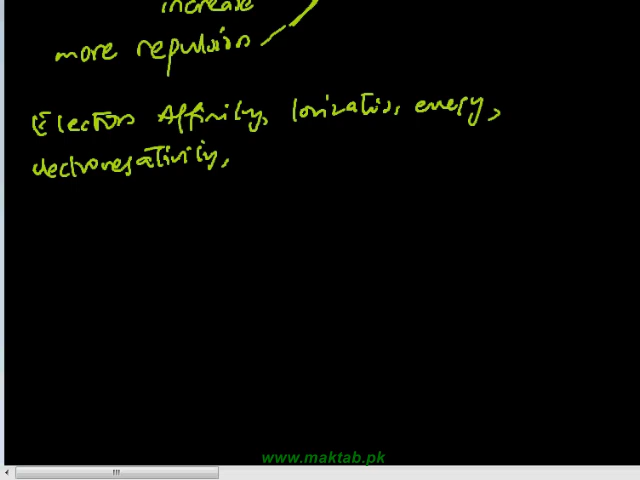 increase
more repulsion
Electron Affinity, Ionization energy,
electronegativity,
www.maktab.pk